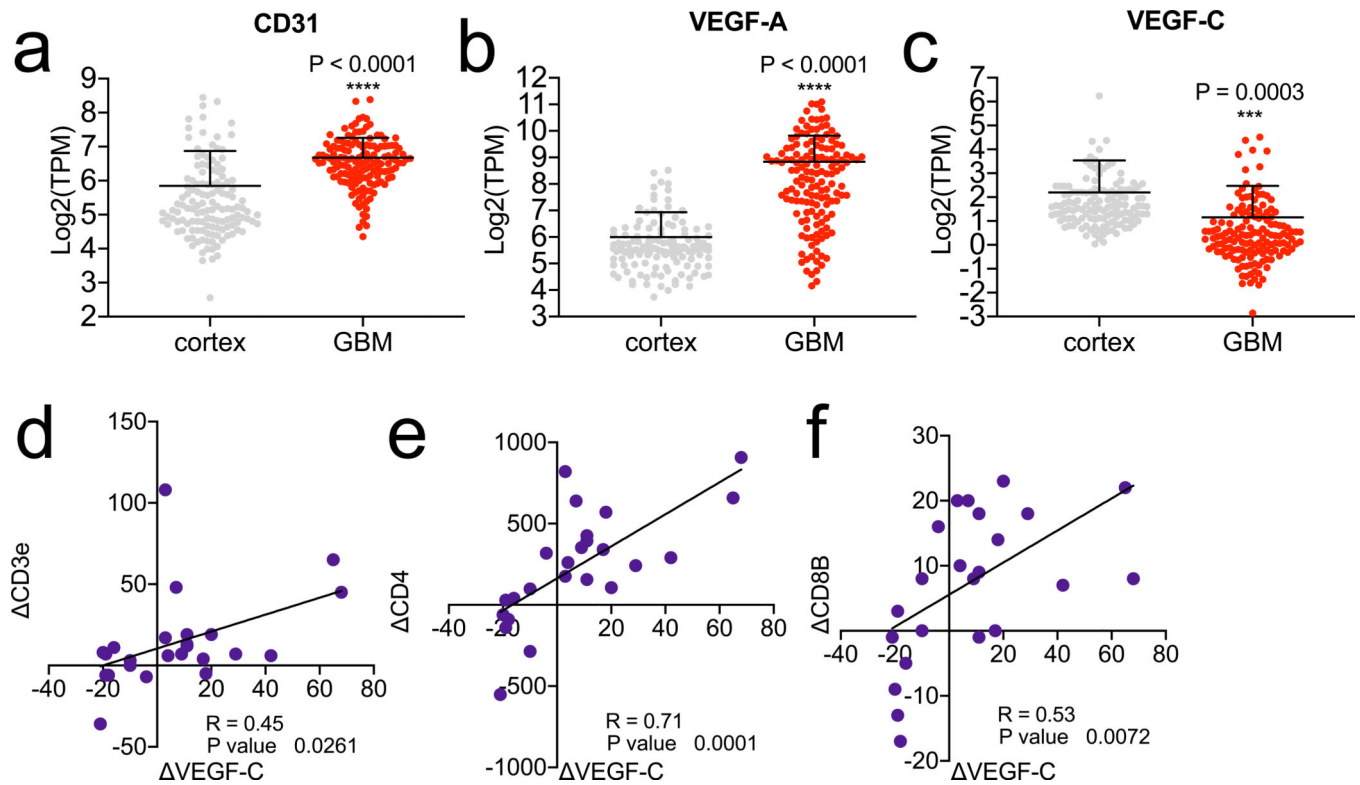 a
CD31
P < 0.0001
****
Log2(TPM)
9
8
7
6
5
4
3
2
cortex
GBM
b
VEGF-A
P < 0.0001
****
Log2(TPM)
12
11
10
9
8
7
6
5
4
3
cortex
GBM
c
VEGF-C
P = 0.0003
***
Log2(TPM)
7
6
5
4
3
2
1
0
-1
-2
-3
cortex
GBM
d
ΔCD3e
150
100
50
-50
-40
-20
20
40
60
80
R = 0.45
P value 0.0261
ΔVEGF-C
e
ΔCD4
1000
500
-500
-1000
-40
-20
20
40
60
80
R = 0.71
P value 0.0001
ΔVEGF-C
f
ΔCD8B
30
20
10
-10
-20
-40
-20
20
40
60
80
R = 0.53
P value 0.0072
ΔVEGF-C